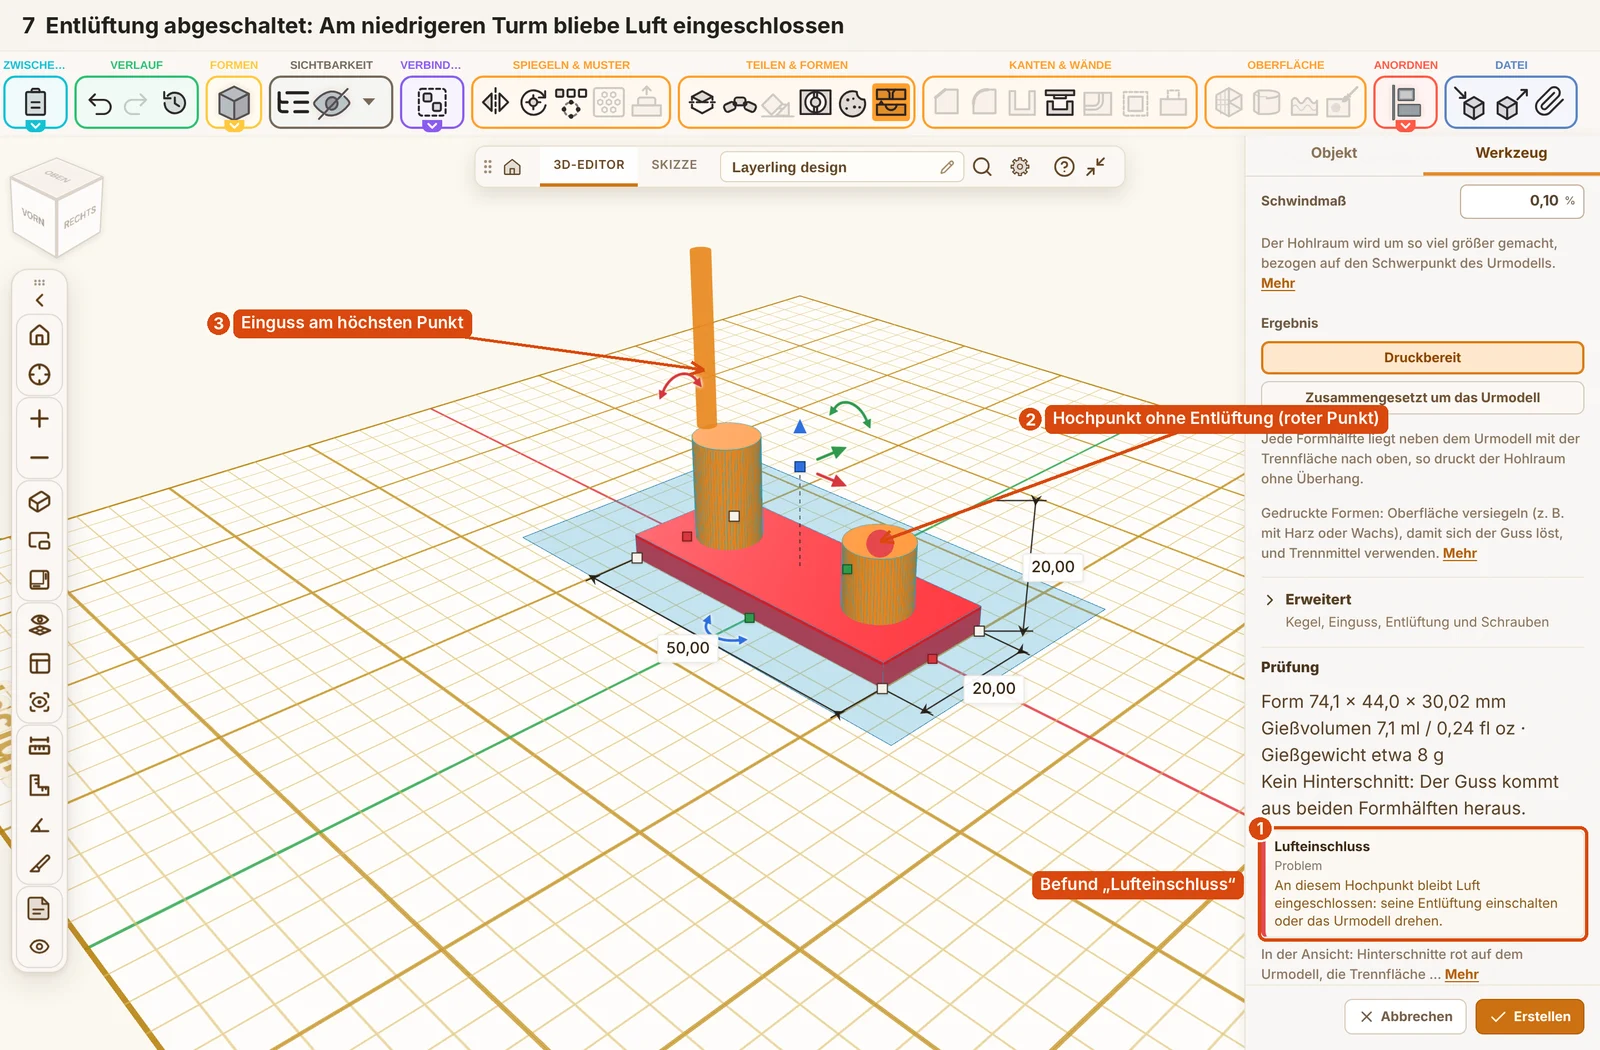 7 Entlüftung abgeschaltet: Am niedrigeren Turm bliebe Luft eingeschlossen
ZWISCHE...
VERLAUF
FORMEN
SICHTBARKEIT
VERBIND...
SPIEGELN & MUSTER
TEILEN & FORMEN
KANTEN & WÄNDE
OBERFLÄCHE
ANORDNEN
DATEI
3D-EDITOR
SKIZZE
Layerling design
Objekt
Werkzeug
OBEN
VORN
RECHTS
Schwindmaß
0,10 %
Der Hohlraum wird um so viel größer gemacht,
bezogen auf den Schwerpunkt des Urmodells.
Mehr
Ergebnis
Druckbereit
Zusammengesetzt um das Urmodell
3 Einguss am höchsten Punkt
2 Hochpunkt ohne Entlüftung (roter Punkt)
Jede Formhälfte liegt neben dem Urmodell mit der
Trennfläche nach oben, so druckt der Hohlraum
ohne Überhang.
Gedruckte Formen: Oberfläche versiegeln (z. B.
mit Harz oder Wachs), damit sich der Guss löst,
und Trennmittel verwenden. Mehr
20,00
50,00
20,00
Erweitert
Kegel, Einguss, Entlüftung und Schrauben
Prüfung
Form 74,1 × 44,0 × 30,02 mm
Gießvolumen 7,1 ml / 0,24 fl oz ·
Gießgewicht etwa 8 g
Kein Hinterschnitt: Der Guss kommt
aus beiden Formhälften heraus.
1
Befund „Lufteinschluss“
Lufteinschluss
Problem
An diesem Hochpunkt bleibt Luft
eingeschlossen: seine Entlüftung einschalten
oder das Urmodell drehen.
In der Ansicht: Hinterschnitte rot auf dem
Urmodell, die Trennfläche ... Mehr
Abbrechen
Erstellen